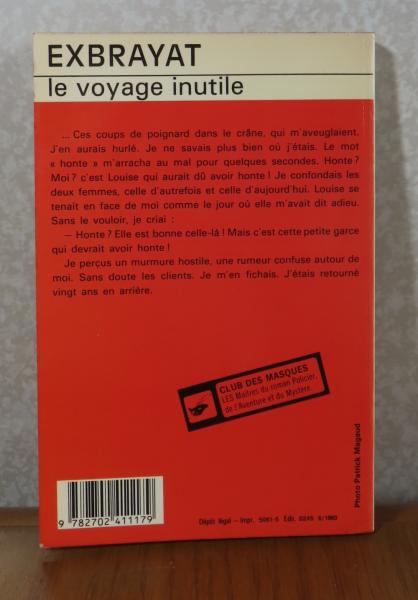 EXBRAYAT
le voyage inutile
... Ces coups de poignard dans le crâne, qui m'aveuglaient.
J'en aurais hurlé. Je ne savais plus bien où j'étais. Le mot
« honte » m'arracha au mal pour quelques secondes. Honte ?
Moi ? c'est Louise qui aurait dû avoir honte ! Je confondais les
deux femmes, celle d'autrefois et celle d'aujourd'hui. Louise se
tenait en face de moi comme le jour où elle m'avait dit adieu.
Sans le vouloir, je criai :
— Honte ? Elle est bonne celle-là ! Mais c'est cette petite garce
qui devrait avoir honte !
Je perçus un murmure hostile, une rumeur confuse autour de
moi. Sans doute les clients. Je m'en fichais. J'étais retourné
vingt ans en arrière.
CLUB DES MASQUES
LES Maîtres du roman Policier,
de l'Aventure et du Mystère.
Photo Patrick Magaud
9 782702 411179
Dépôt légal — Impr. 5061-5 Edit. 0245 6/1982